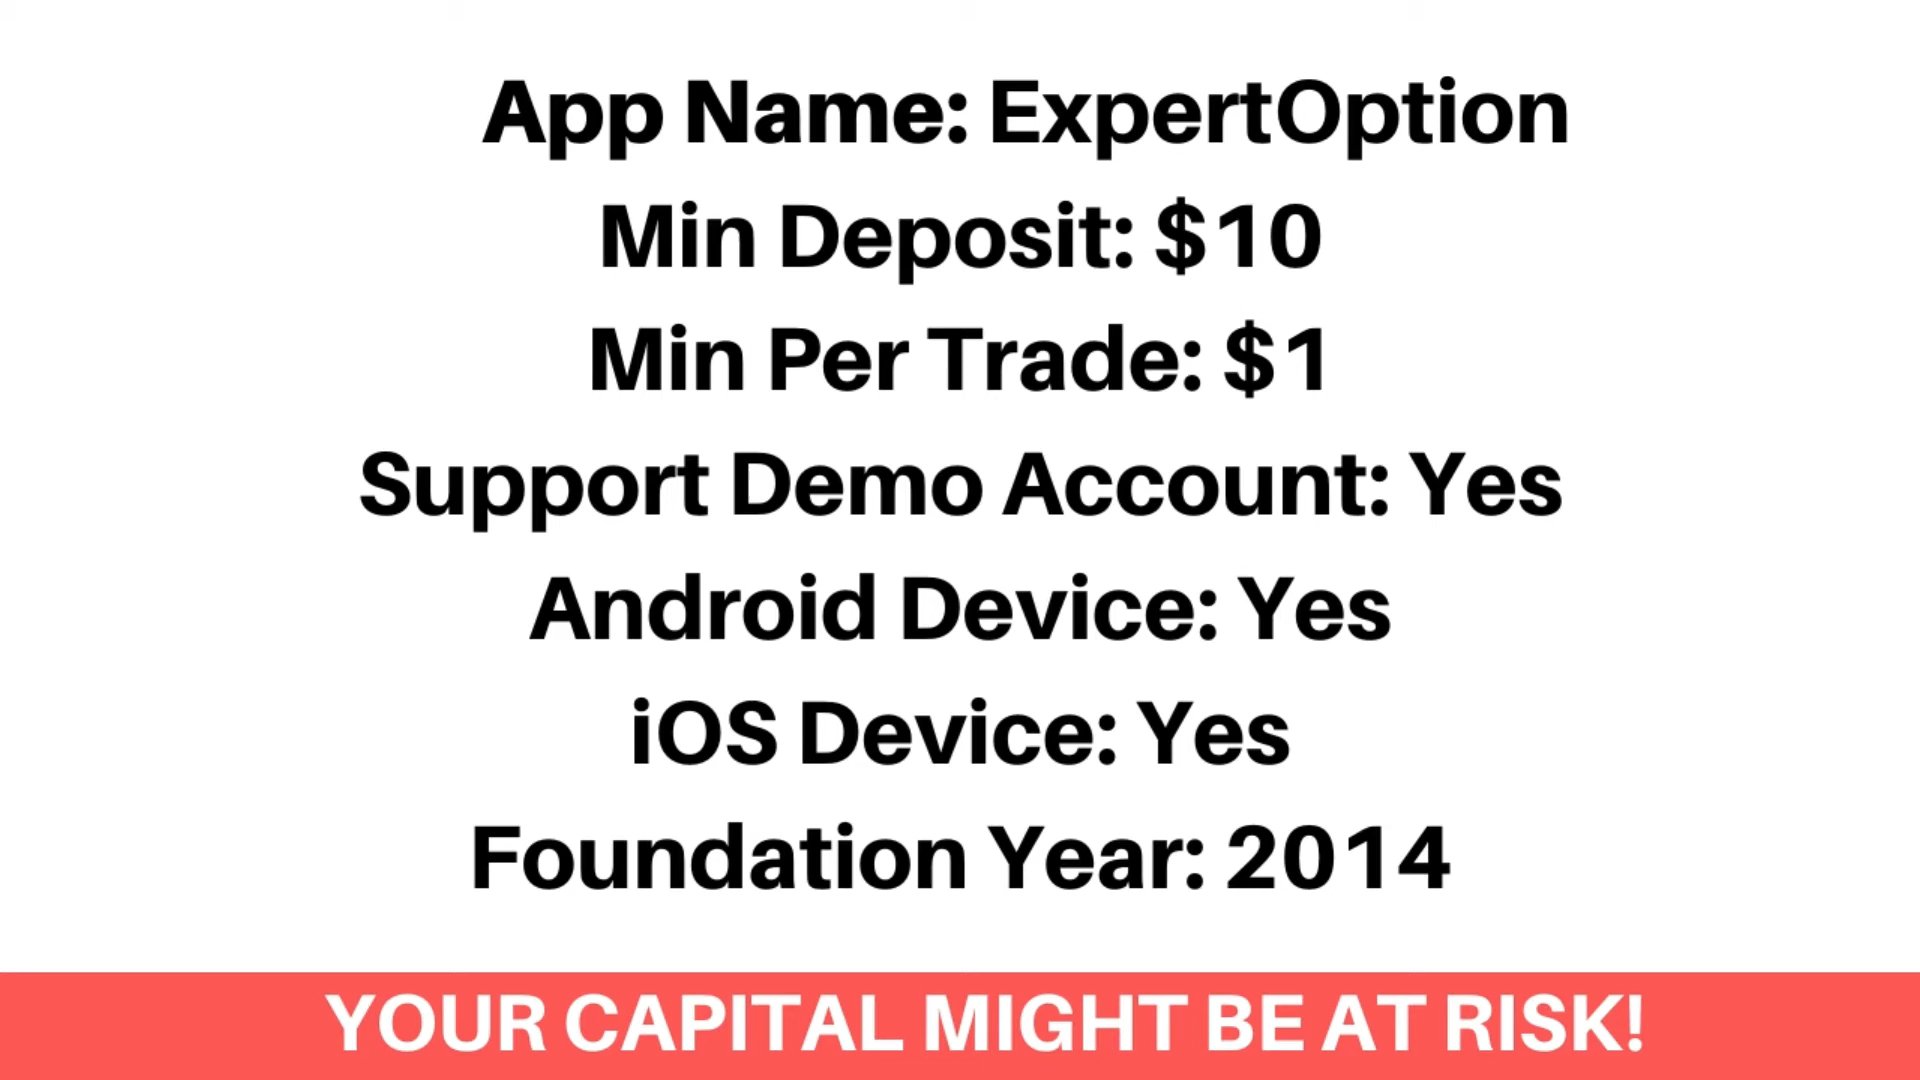 App Name: ExpertOption
Min Deposit: $10
Min Per Trade: $1
Support Demo Account: Yes
Android Device: Yes
iOS Device: Yes
Foundation Year: 2014
YOUR CAPITAL MIGHT BE AT RISK!